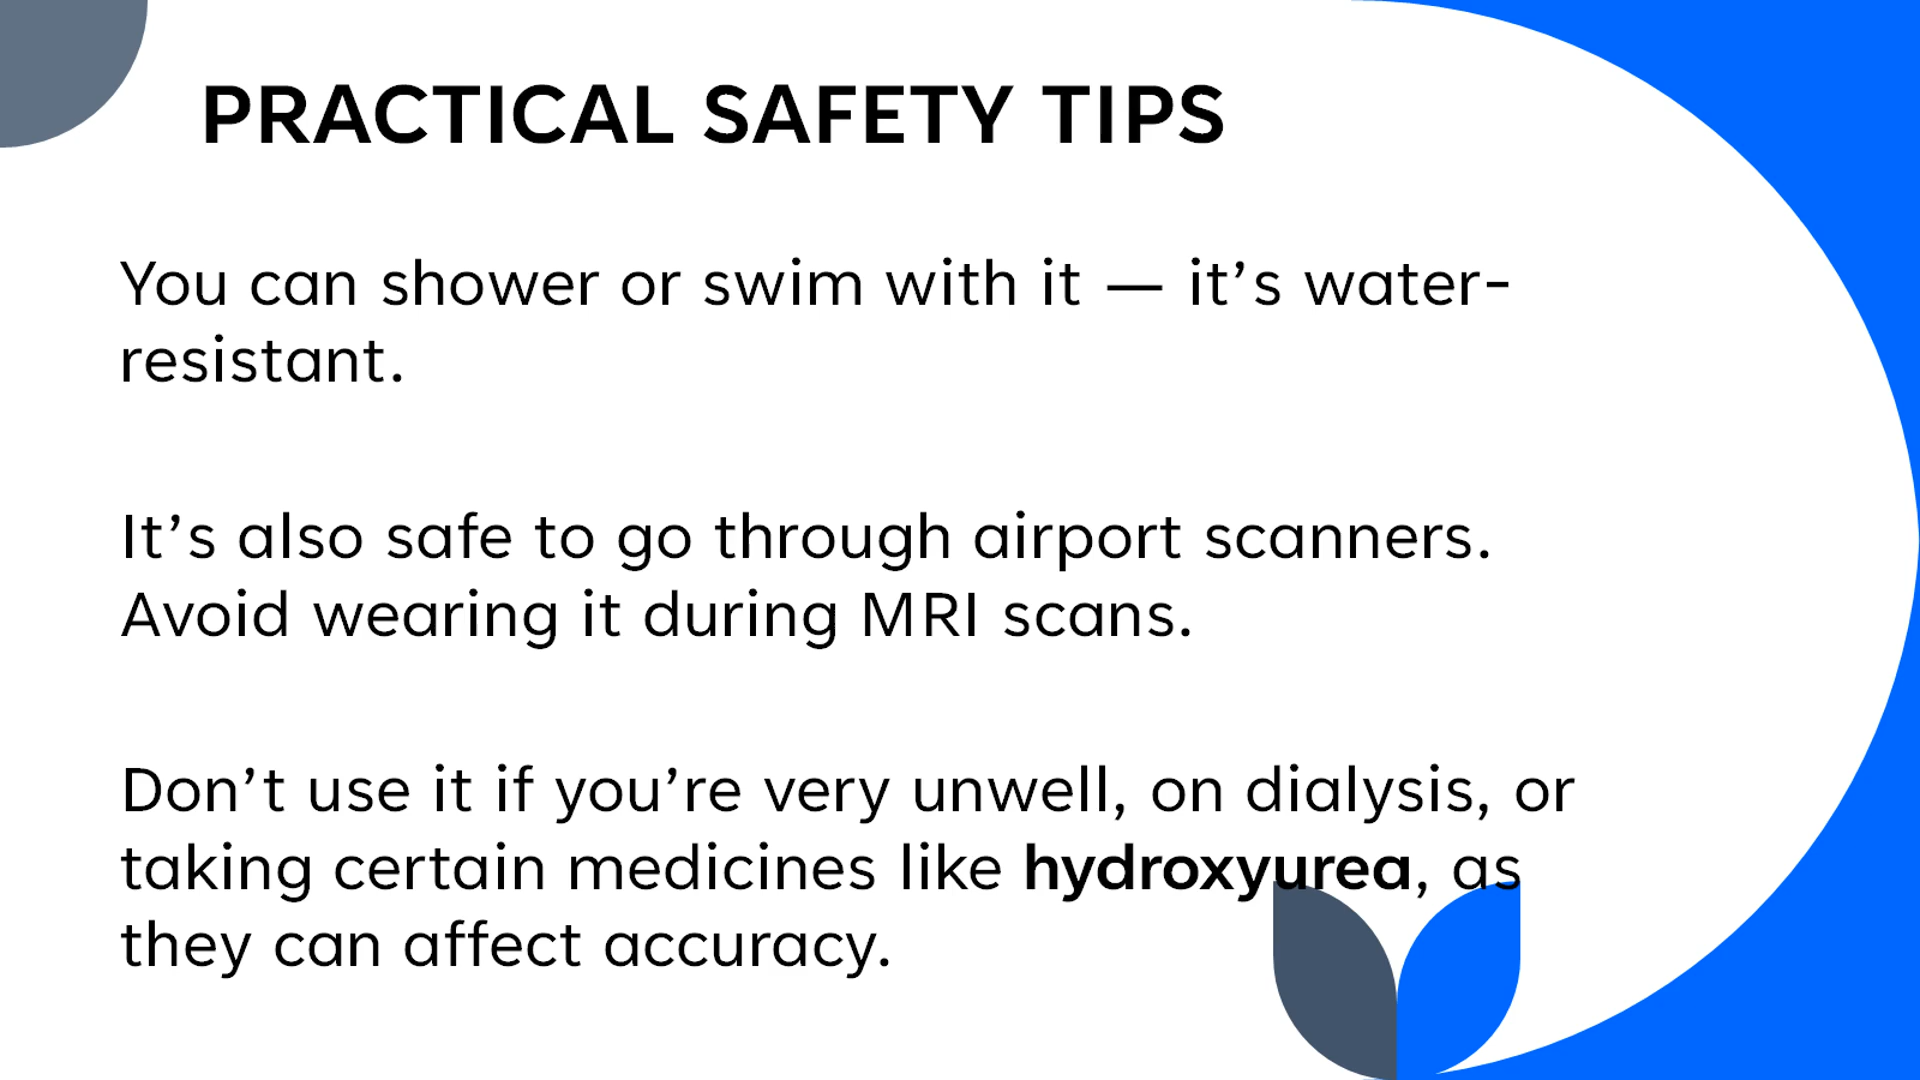 PRACTICAL SAFETY TIPS
You can shower or swim with it — it’s water-
resistant.
It’s also safe to go through airport scanners.
Avoid wearing it during MRI scans.
Don’t use it if you’re very unwell, on dialysis, or
taking certain medicines like hydroxyurea, as
they can affect accuracy.